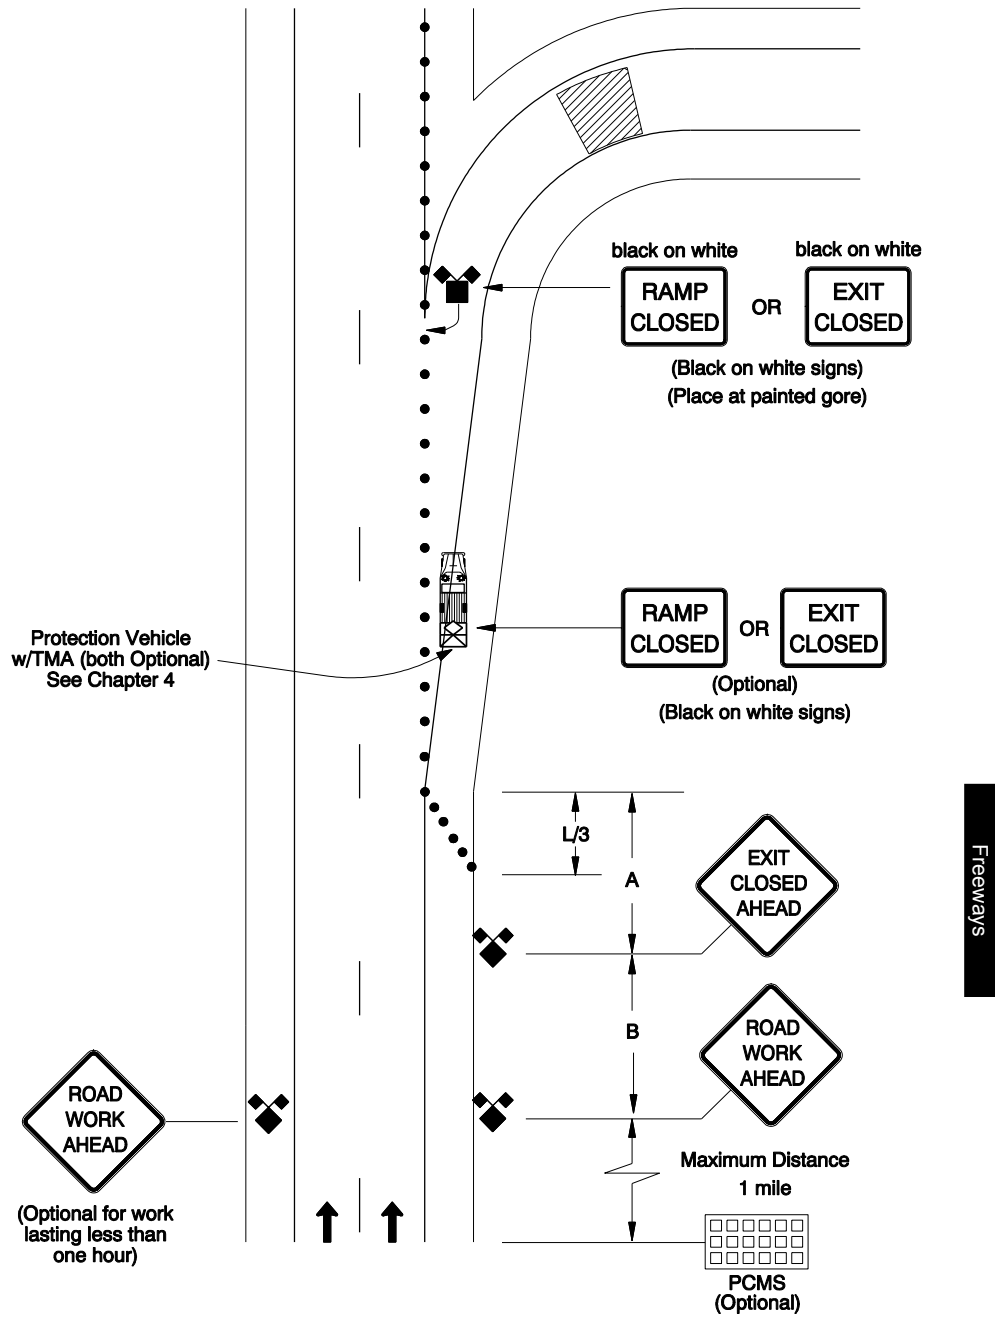 black on white
black on white
RAMP
CLOSED
OR
EXIT
CLOSED
(Black on white signs)
(Place at painted gore)
RAMP
CLOSED
OR
EXIT
CLOSED
(Optional)
(Black on white signs)
Protection Vehicle
w/TMA (both Optional)
See Chapter 4
L/3
A
EXIT
CLOSED
AHEAD
Freeways
B
ROAD
WORK
AHEAD
ROAD
WORK
AHEAD
(Optional for work
lasting less than
one hour)
Maximum Distance
1 mile
PCMS
(Optional)